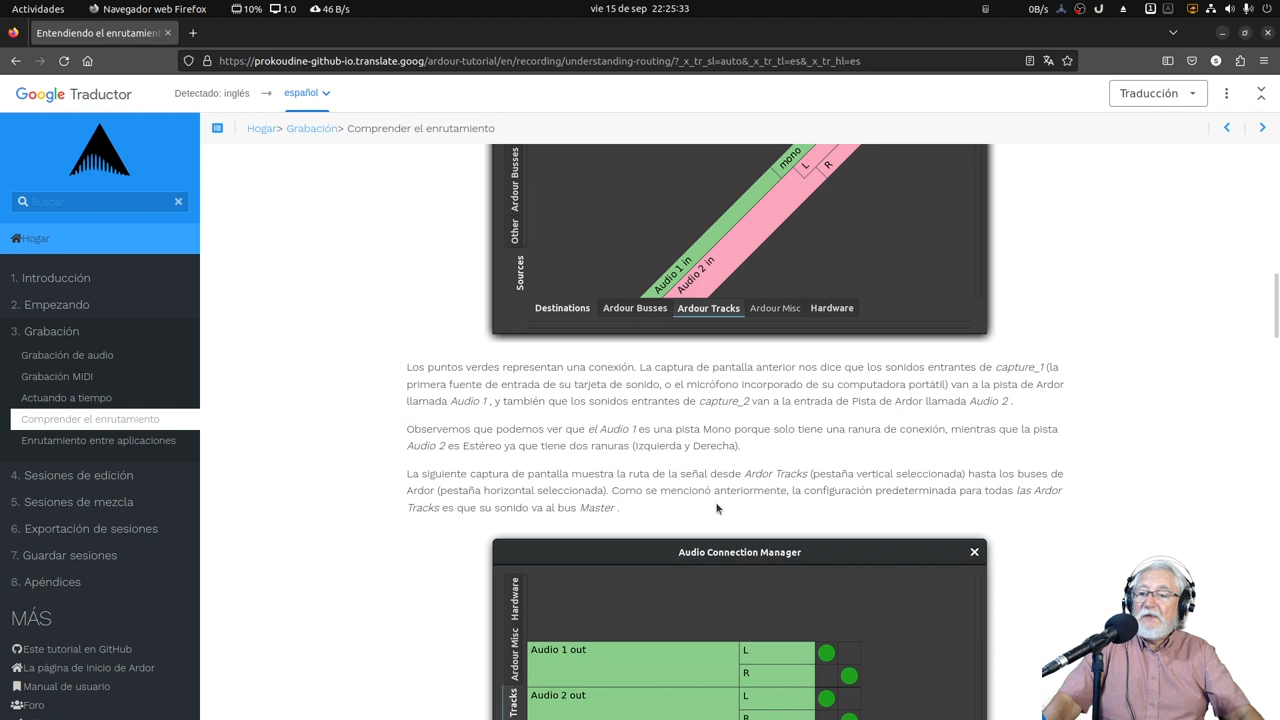 Actividades
Navegador web Firefox
10%
1.0
46 B/s
vie 15 de sep 22:25:33
0B/s
Entendiendo el enrutamient
https://prokoudine-github-io.translate.goog/ardour-tutorial/en/recording/understanding-routing/?_x_tr_sl=auto&_x_tr_tl=es&_x_tr_hl=es
Google Traductor
Detectado: inglés
español
Traducción
Hogar> Grabación> Comprender el enrutamiento
Buscar...
Hogar
1. Introducción
2. Empezando
3. Grabación
Grabación de audio
Grabación MIDI
Actuando a tiempo
Comprender el enrutamiento
Enrutamiento entre aplicaciones
4. Sesiones de edición
5. Sesiones de mezcla
6. Exportación de sesiones
7. Guardar sesiones
8. Apéndices
MÁS
Este tutorial en GitHub
La página de inicio de Ardor
Manual de usuario
Foro
Ardour Busses
Other
Sources
mono
L
R
Audio 1 in
Audio 2 in
Destinations
Ardour Busses
Ardour Tracks
Ardour Misc
Hardware
Los puntos verdes representan una conexión. La captura de pantalla anterior nos dice que los sonidos entrantes de capture_1 (la
primera fuente de entrada de su tarjeta de sonido, o el micrófono incorporado de su computadora portátil) van a la pista de Ardor
llamada Audio 1 , y también que los sonidos entrantes de capture_2 van a la entrada de Pista de Ardor llamada Audio 2 .
Observemos que podemos ver que el Audio 1 es una pista Mono porque solo tiene una ranura de conexión, mientras que la pista
Audio 2 es Estéreo ya que tiene dos ranuras (Izquierda y Derecha).
La siguiente captura de pantalla muestra la ruta de la señal desde Ardor Tracks (pestaña vertical seleccionada) hasta los buses de
Ardor (pestaña horizontal seleccionada). Como se mencionó anteriormente, la configuración predeterminada para todas las Ardor
Tracks es que su sonido va al bus Master .
Audio Connection Manager
Hardware
Ardour Misc
Tracks
Audio 1 out
L
R
Audio 2 out
L
R